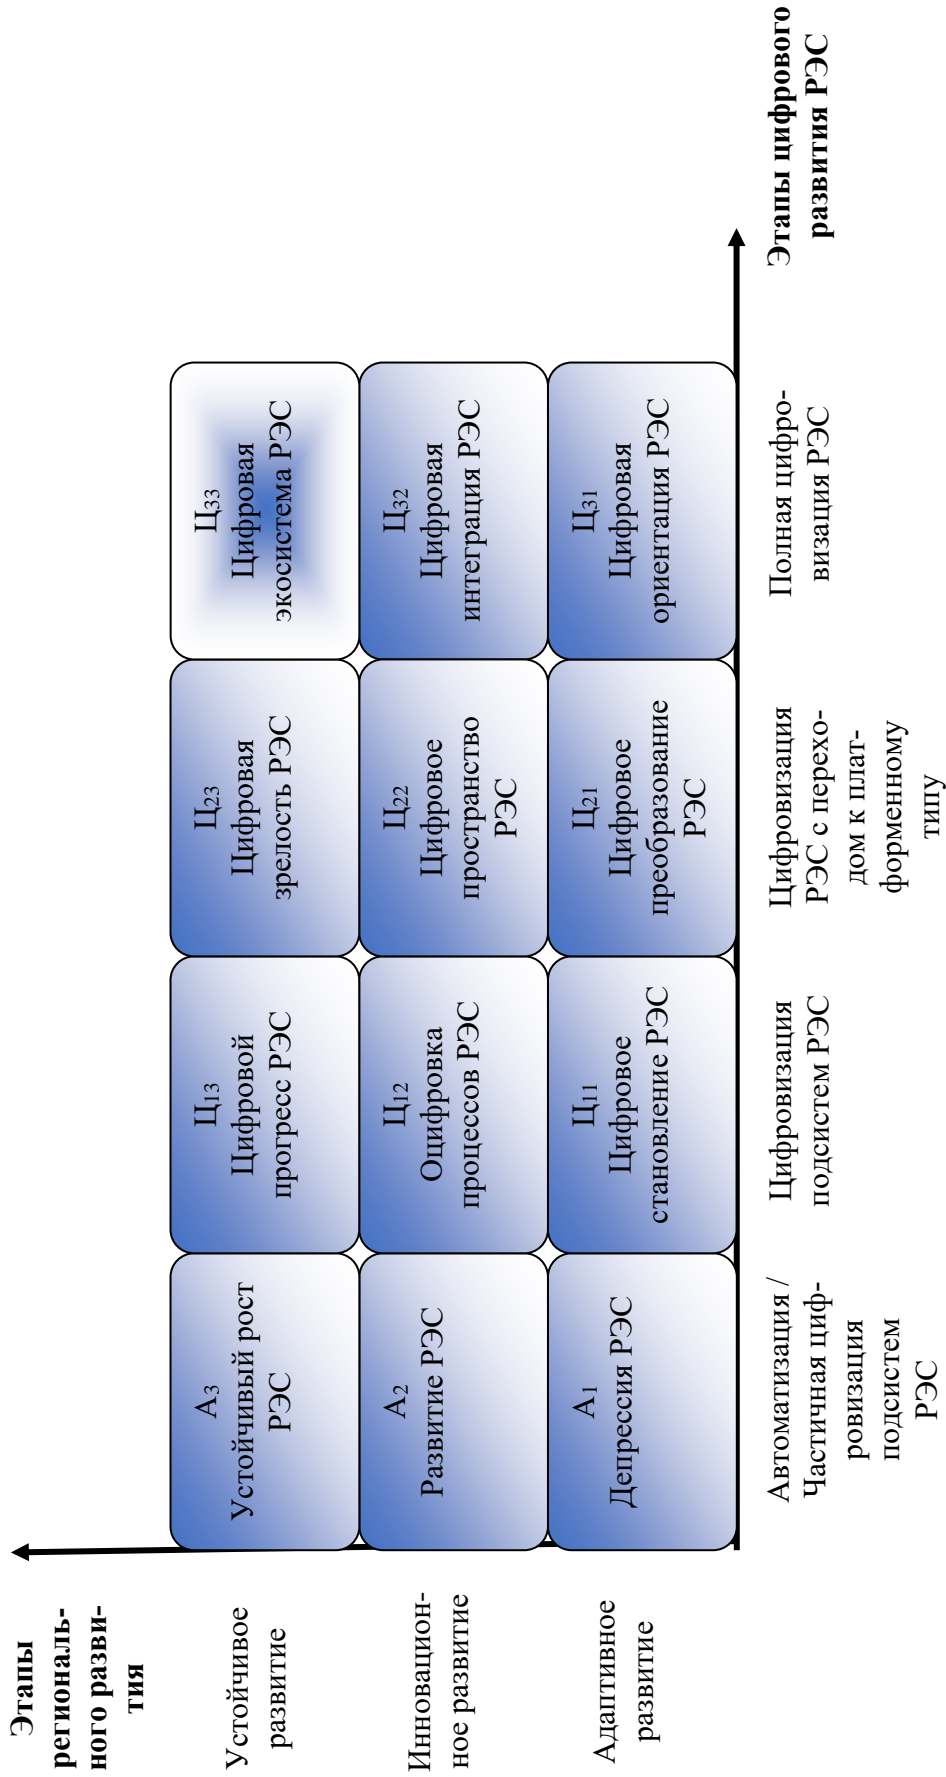 Этапы
региональ-
ного разви-
тия
Устойчивое
развитие
А3
Устойчивый рост
РЭС
Ц13
Цифровой
прогресс РЭС
Ц23
Цифровая
зрелость РЭС
Ц33
Цифровая
экосистема РЭС
Инновацион-
ное развитие
А2
Развитие РЭС
Ц12
Оцифровка
процессов РЭС
Ц22
Цифровое
пространство
РЭС
Ц32
Цифровая
интеграция РЭС
Адаптивное
развитие
А1
Депрессия РЭС
Ц11
Цифровое
становление РЭС
Ц21
Цифровое
преобразование
РЭС
Ц31
Цифровая
ориентация РЭС
Автоматизация /
Частичная циф-
ровизация
подсистем
РЭС
Цифровизация
подсистем РЭС
Цифровизация
РЭС с перехо-
дом к плат-
форменному
типу
Полная цифро-
визация РЭС
Этапы цифрового
развития РЭС